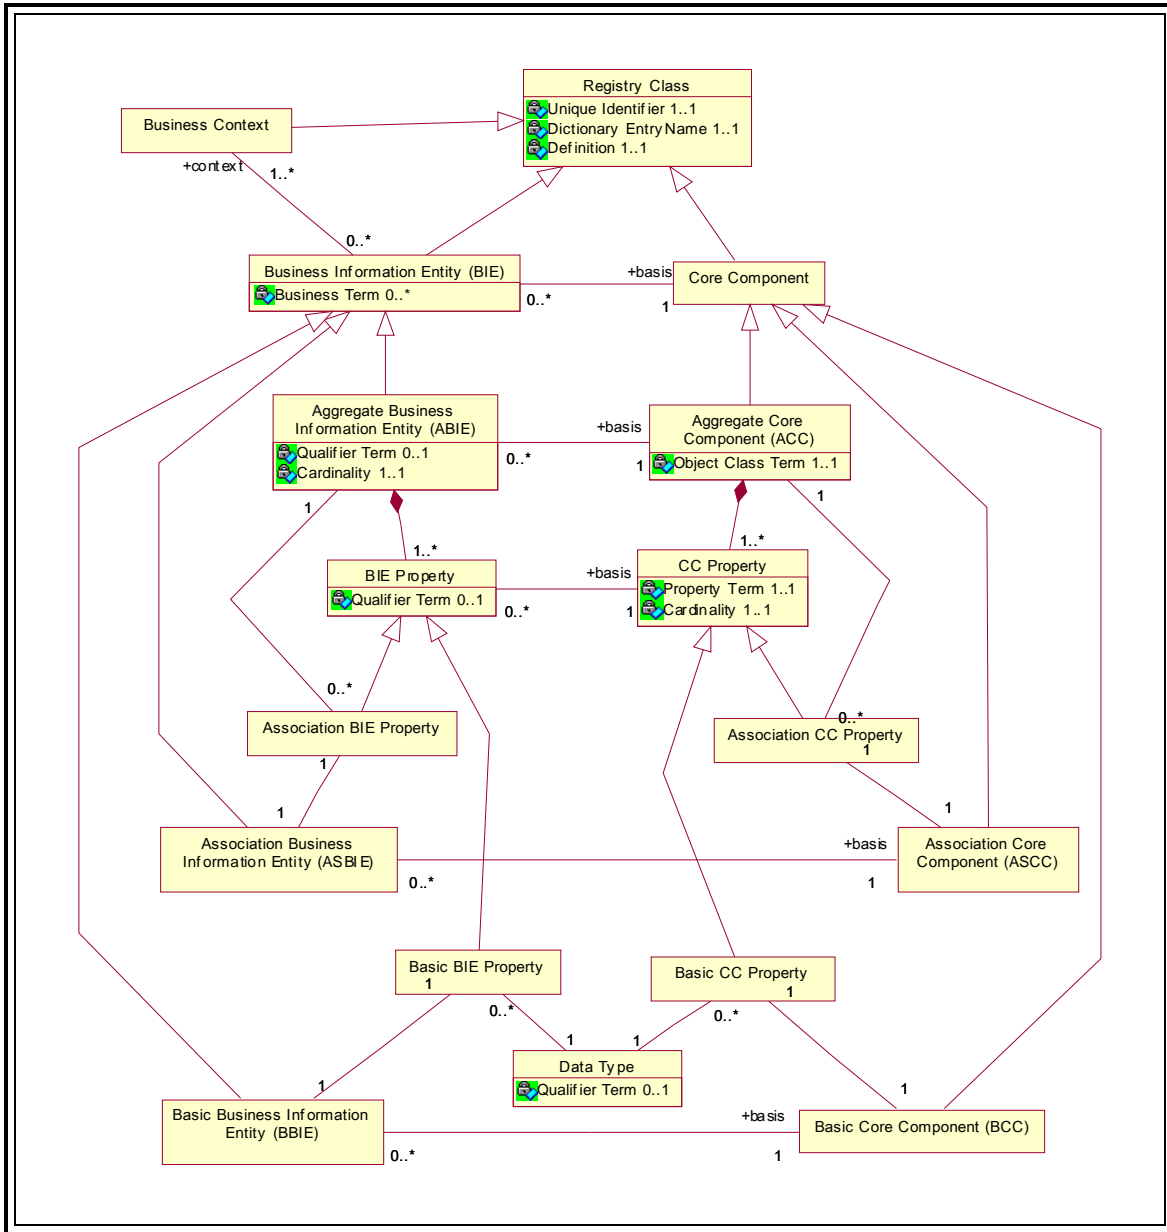 Registry Class
Unique Identifier 1..1
Dictionary EntryName 1..1
Definition 1..1
Business Context
+context
1..*
0..*
Business Information Entity (BIE)
Business Term 0..*
+basis
0..*
1
Core Component
Aggregate Business
Information Entity (ABIE)
Qualifier Term 0..1
Cardinality 1..1
+basis
0..*
1
Aggregate Core
Component (ACC)
Object Class Term 1..1
1
1
1..*
1..*
BIE Property
Qualifier Term 0..1
+basis
0..*
1
CC Property
Property Term 1..1
Cardinality 1..1
0..*
Association BIE Property
1
0..*
Association CC Property
1
1
1
Association Business
Information Entity (ASBIE)
+basis
0..*
1
Association Core
Component (ASCC)
Basic BIE Property
1
Basic CC Property
1
0..*
0..*
1
1
Data Type
Qualifier Term 0..1
1
1
Basic Business Information
Entity (BBIE)
+basis
0..*
1
Basic Core Component (BCC)